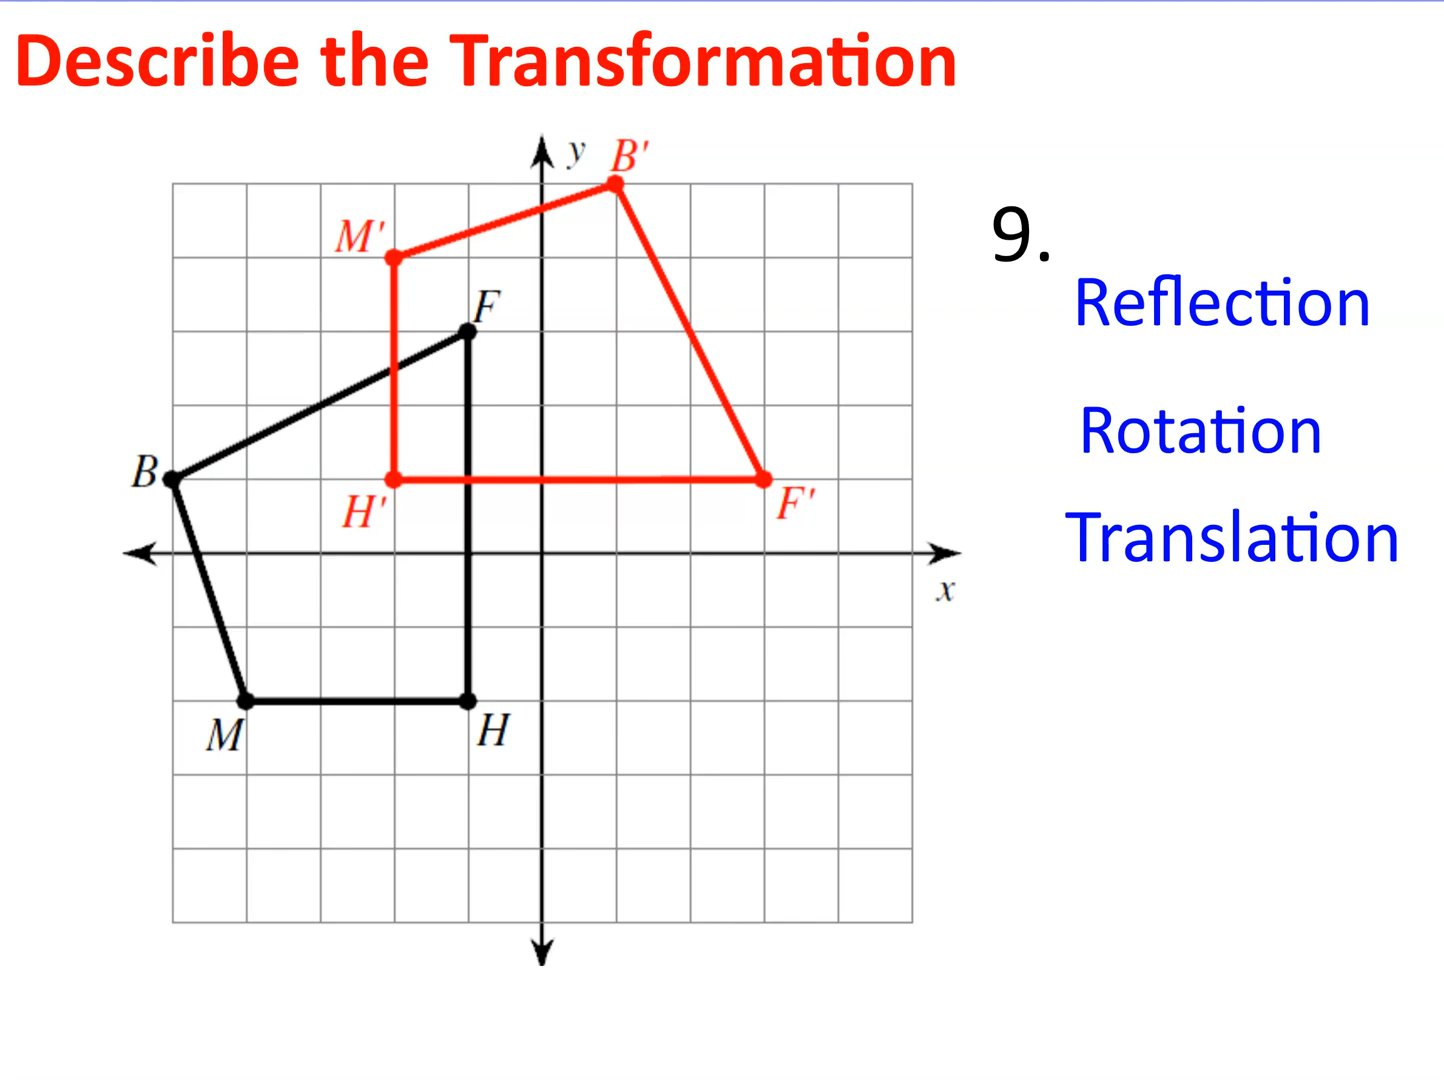 Describe the Transformation
y
B'
M'
9.
Reflection
F
Rotation
B
H'
F'
Translation
x
M
H